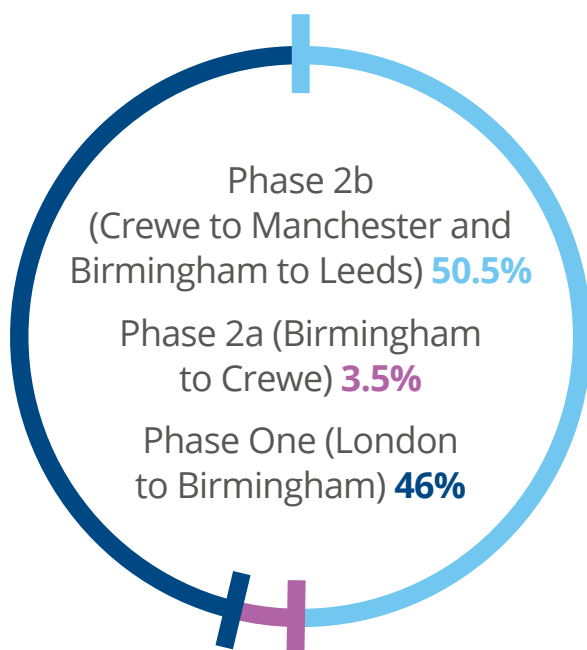 Phase 2b
(Crewe to Manchester and
Birmingham to Leeds) 50.5%
Phase 2a (Birmingham
to Crewe) 3.5%
Phase One (London
to Birmingham) 46%